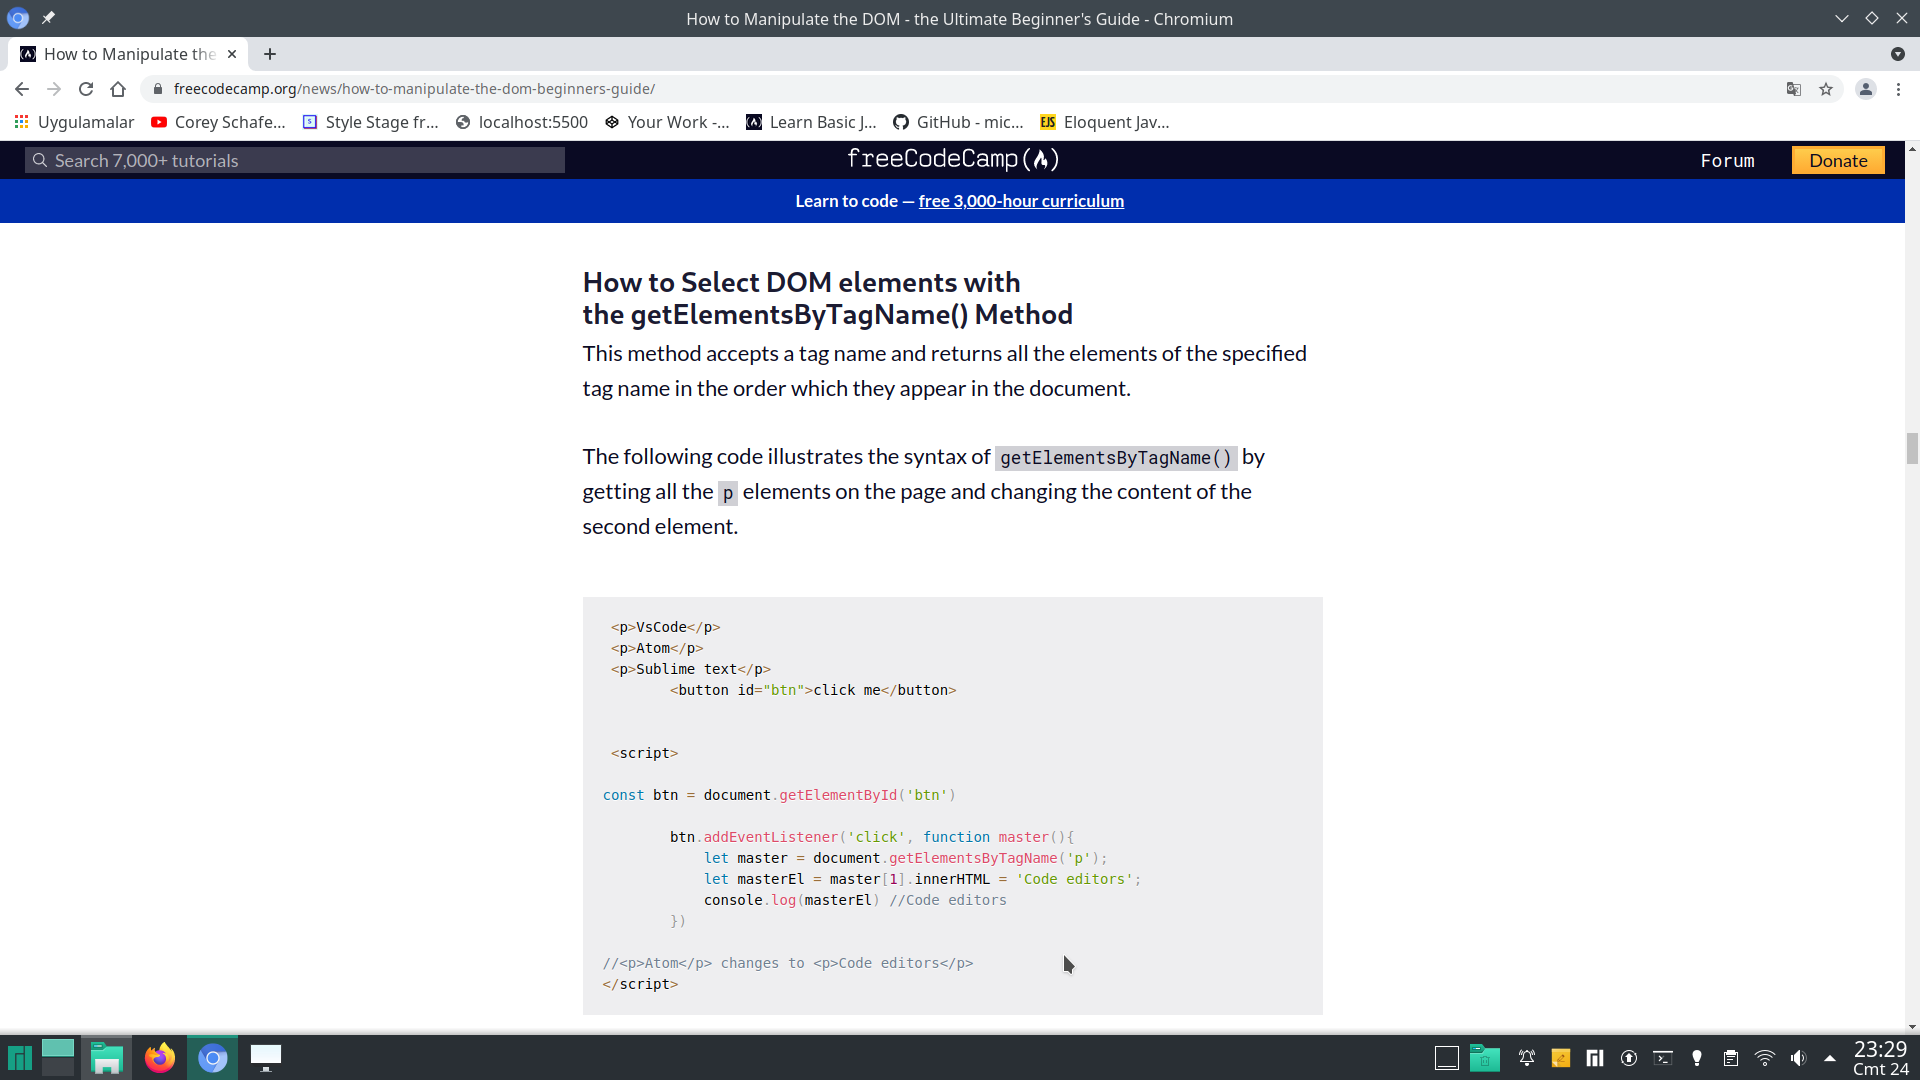 How to Manipulate the DOM - the Ultimate Beginner's Guide - Chromium
How to Manipulate the
freecodecamp.org/news/how-to-manipulate-the-dom-beginners-guide/
Uygulamalar
Corey Schafe...
Style Stage fr...
localhost:5500
Your Work -...
Learn Basic J...
GitHub - mic...
EJS
Eloquent Jav...
Search 7,000+ tutorials
freeCodeCamp
Forum
Donate
Learn to code — free 3,000-hour curriculum
How to Select DOM elements with
the getElementsByTagName() Method
This method accepts a tag name and returns all the elements of the specified
tag name in the order which they appear in the document.
The following code illustrates the syntax of getElementsByTagName() by
getting all the p elements on the page and changing the content of the
second element.
<p>VsCode</p>
<p>Atom</p>
<p>Sublime text</p>
<button id="btn">click me</button>
<script>
const btn = document.getElementById('btn')
btn.addEventListener('click', function master(){
let master = document.getElementsByTagName('p');
let masterEl = master[1].innerHTML = 'Code editors';
console.log(masterEl) //Code editors
})
//<p>Atom</p> changes to <p>Code editors</p>
</script>
23:29
Cmt 24